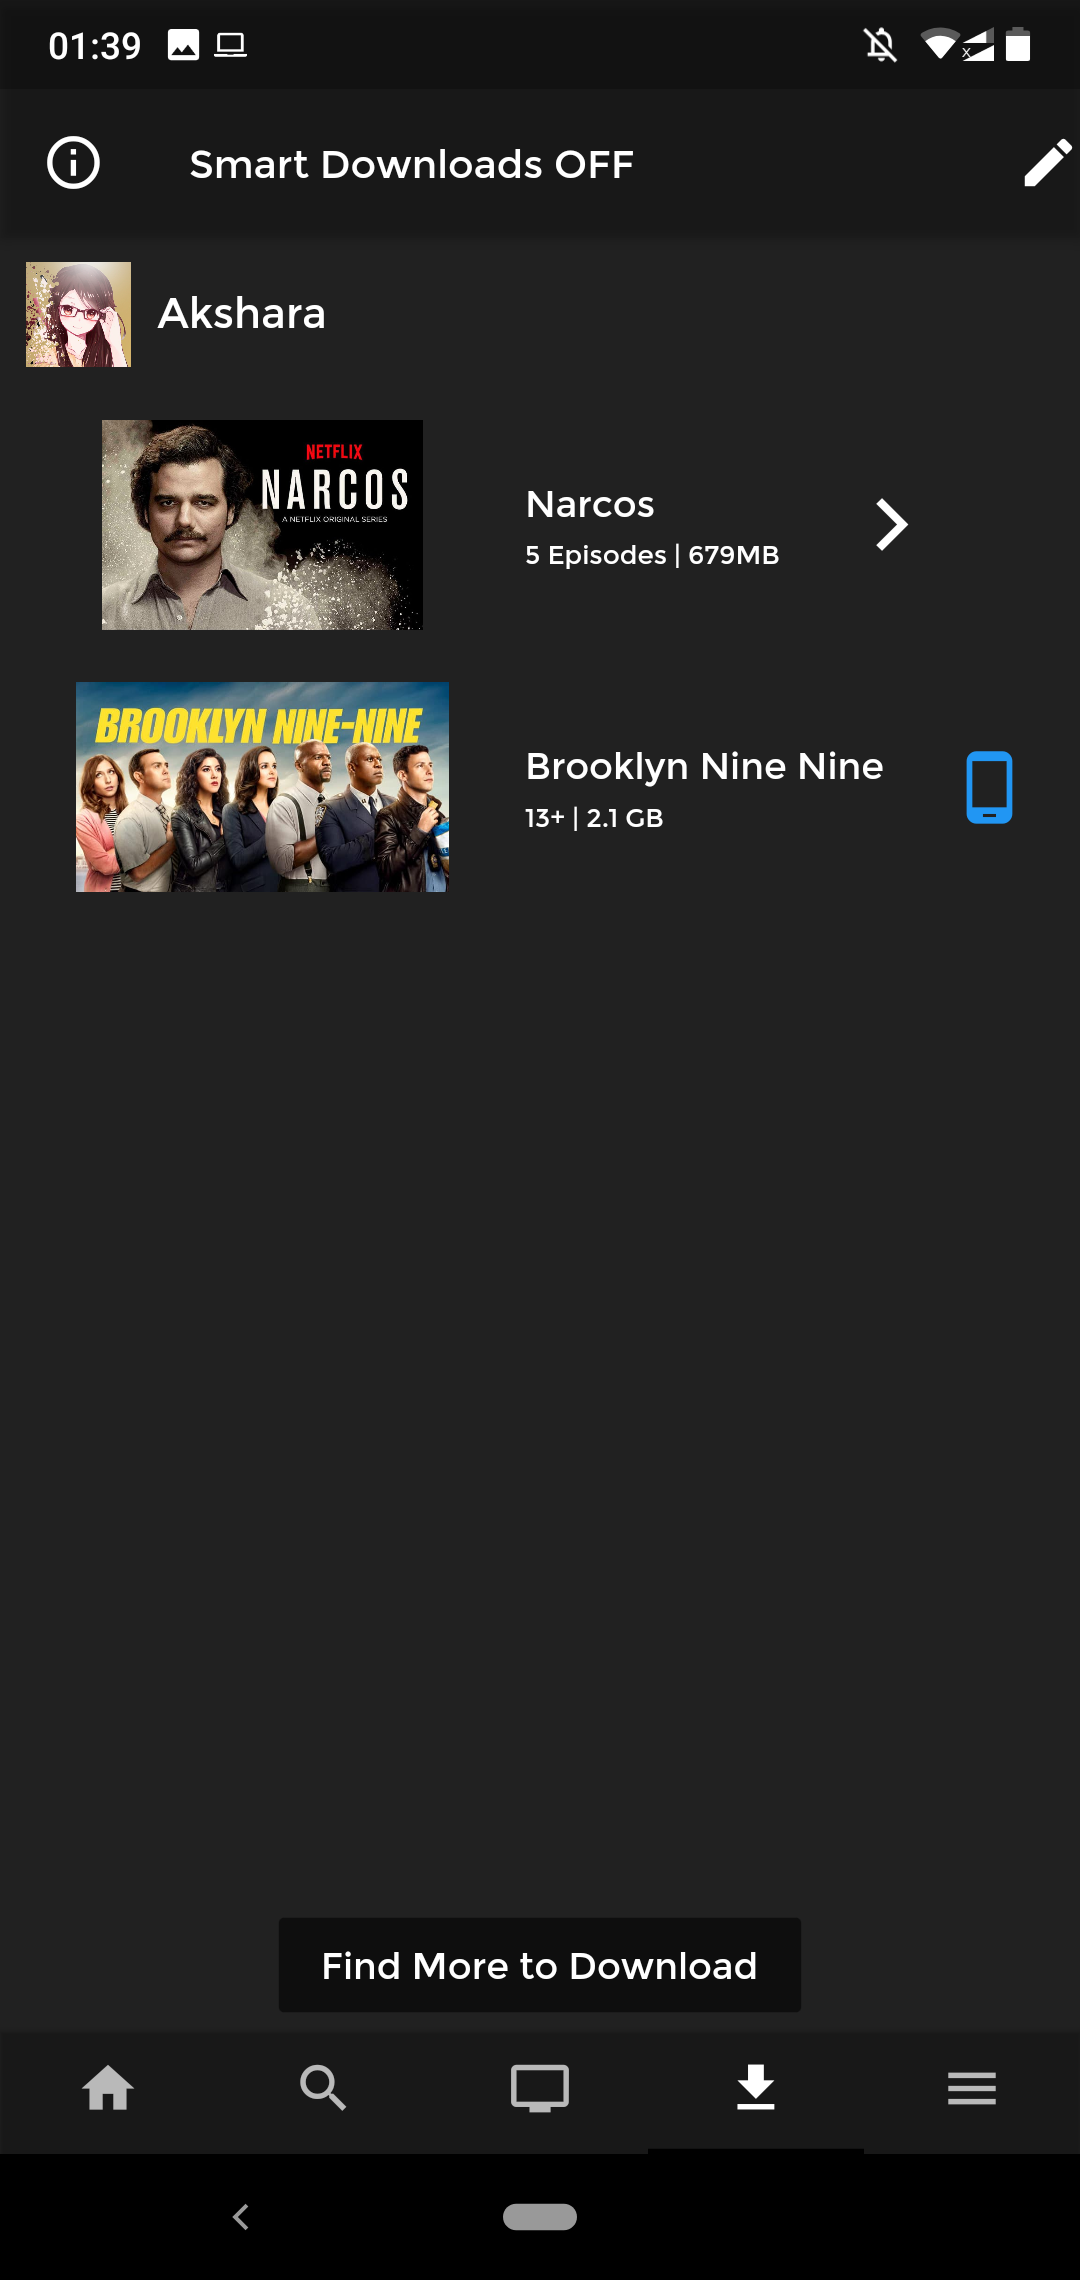 01:39
Smart Downloads OFF
Akshara
NETFLIX
NARCOS
A NETFLIX ORIGINAL SERIES
Narcos
5 Episodes | 679MB
BROOKLYN NINE-NINE
Brooklyn Nine Nine
13+ | 2.1 GB
Find More to Download